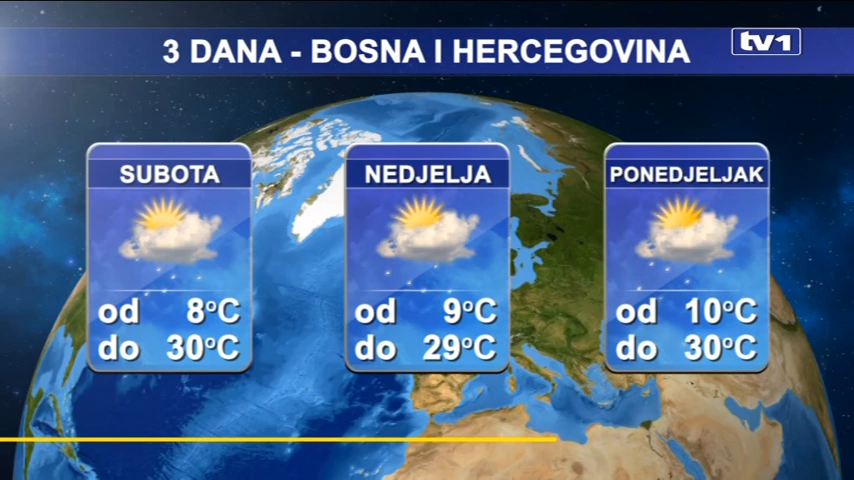 3 DANA - BOSNA I HERCEGOVINA
tv1
SUBOTA
od 8°C
do 30°C
NEDJELJA
od 9°C
do 29°C
PONEDJELJAK
od 10°C
do 30°C